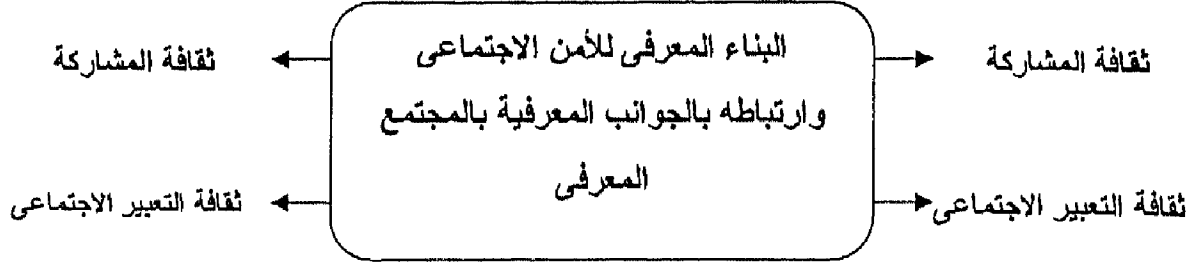 البناء المعرفى للأمن الاجتماعى
وارتباطه بالجوانب المعرفية بالمجتمع
المعرفى
ثقافة المشاركة
ثقافة المشاركة
ثقافة التعبير الاجتماعى
ثقافة التعبير الاجتماعى